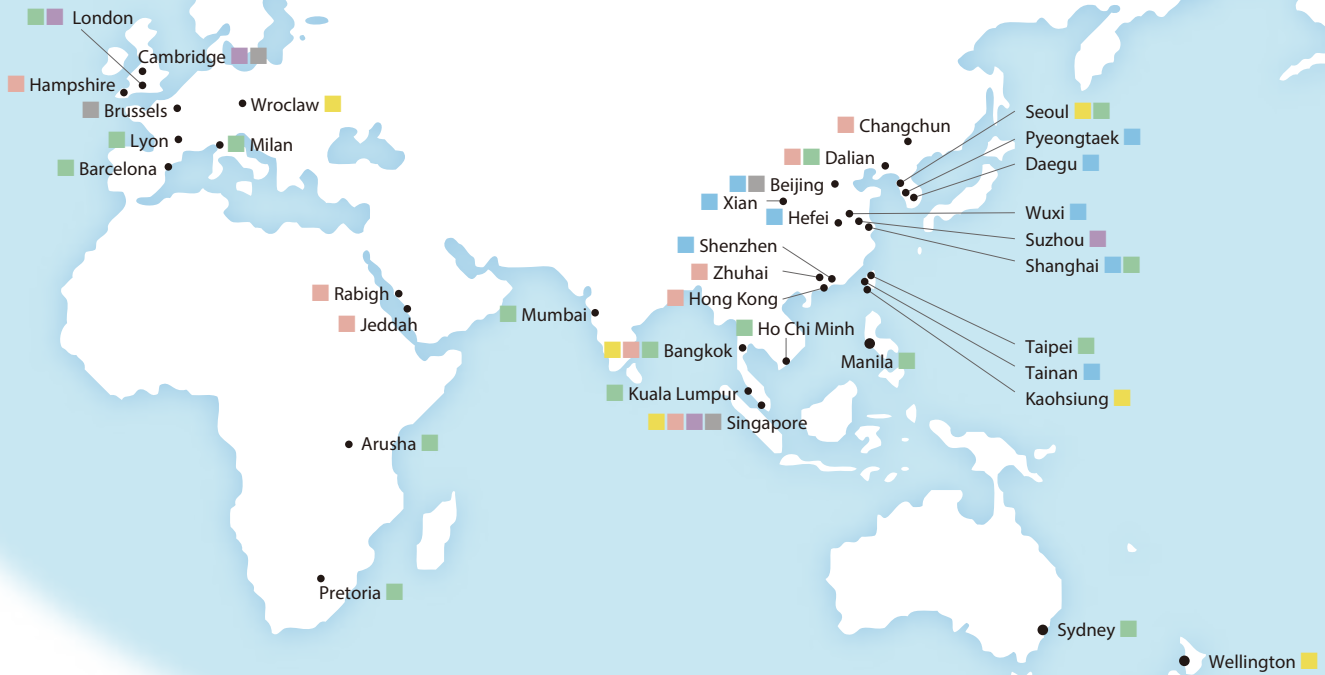 London
Cambridge
Hampshire
Brussels
Wroclaw
Lyon
Milan
Barcelona
Changchun
Dalian
Beijing
Xian
Hefei
Shenzhen
Zhuhai
Hong Kong
Seoul
Pyeongtaek
Daegu
Wuxi
Suzhou
Shanghai
Rabigh
Jeddah
Mumbai
Ho Chi Minh
Bangkok
Manila
Kuala Lumpur
Singapore
Taipei
Tainan
Kaohsiung
Arusha
Pretoria
Sydney
Wellington